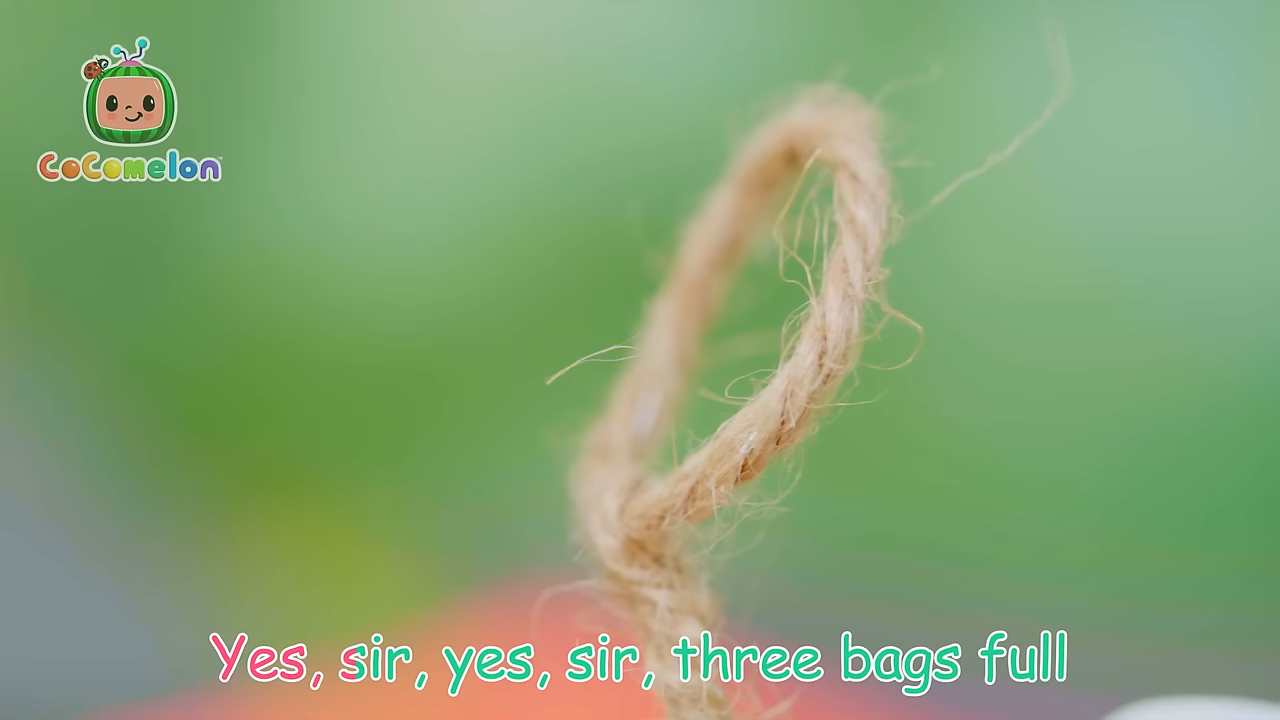 CoComelon
Yes, sir, yes, sir, three bags full